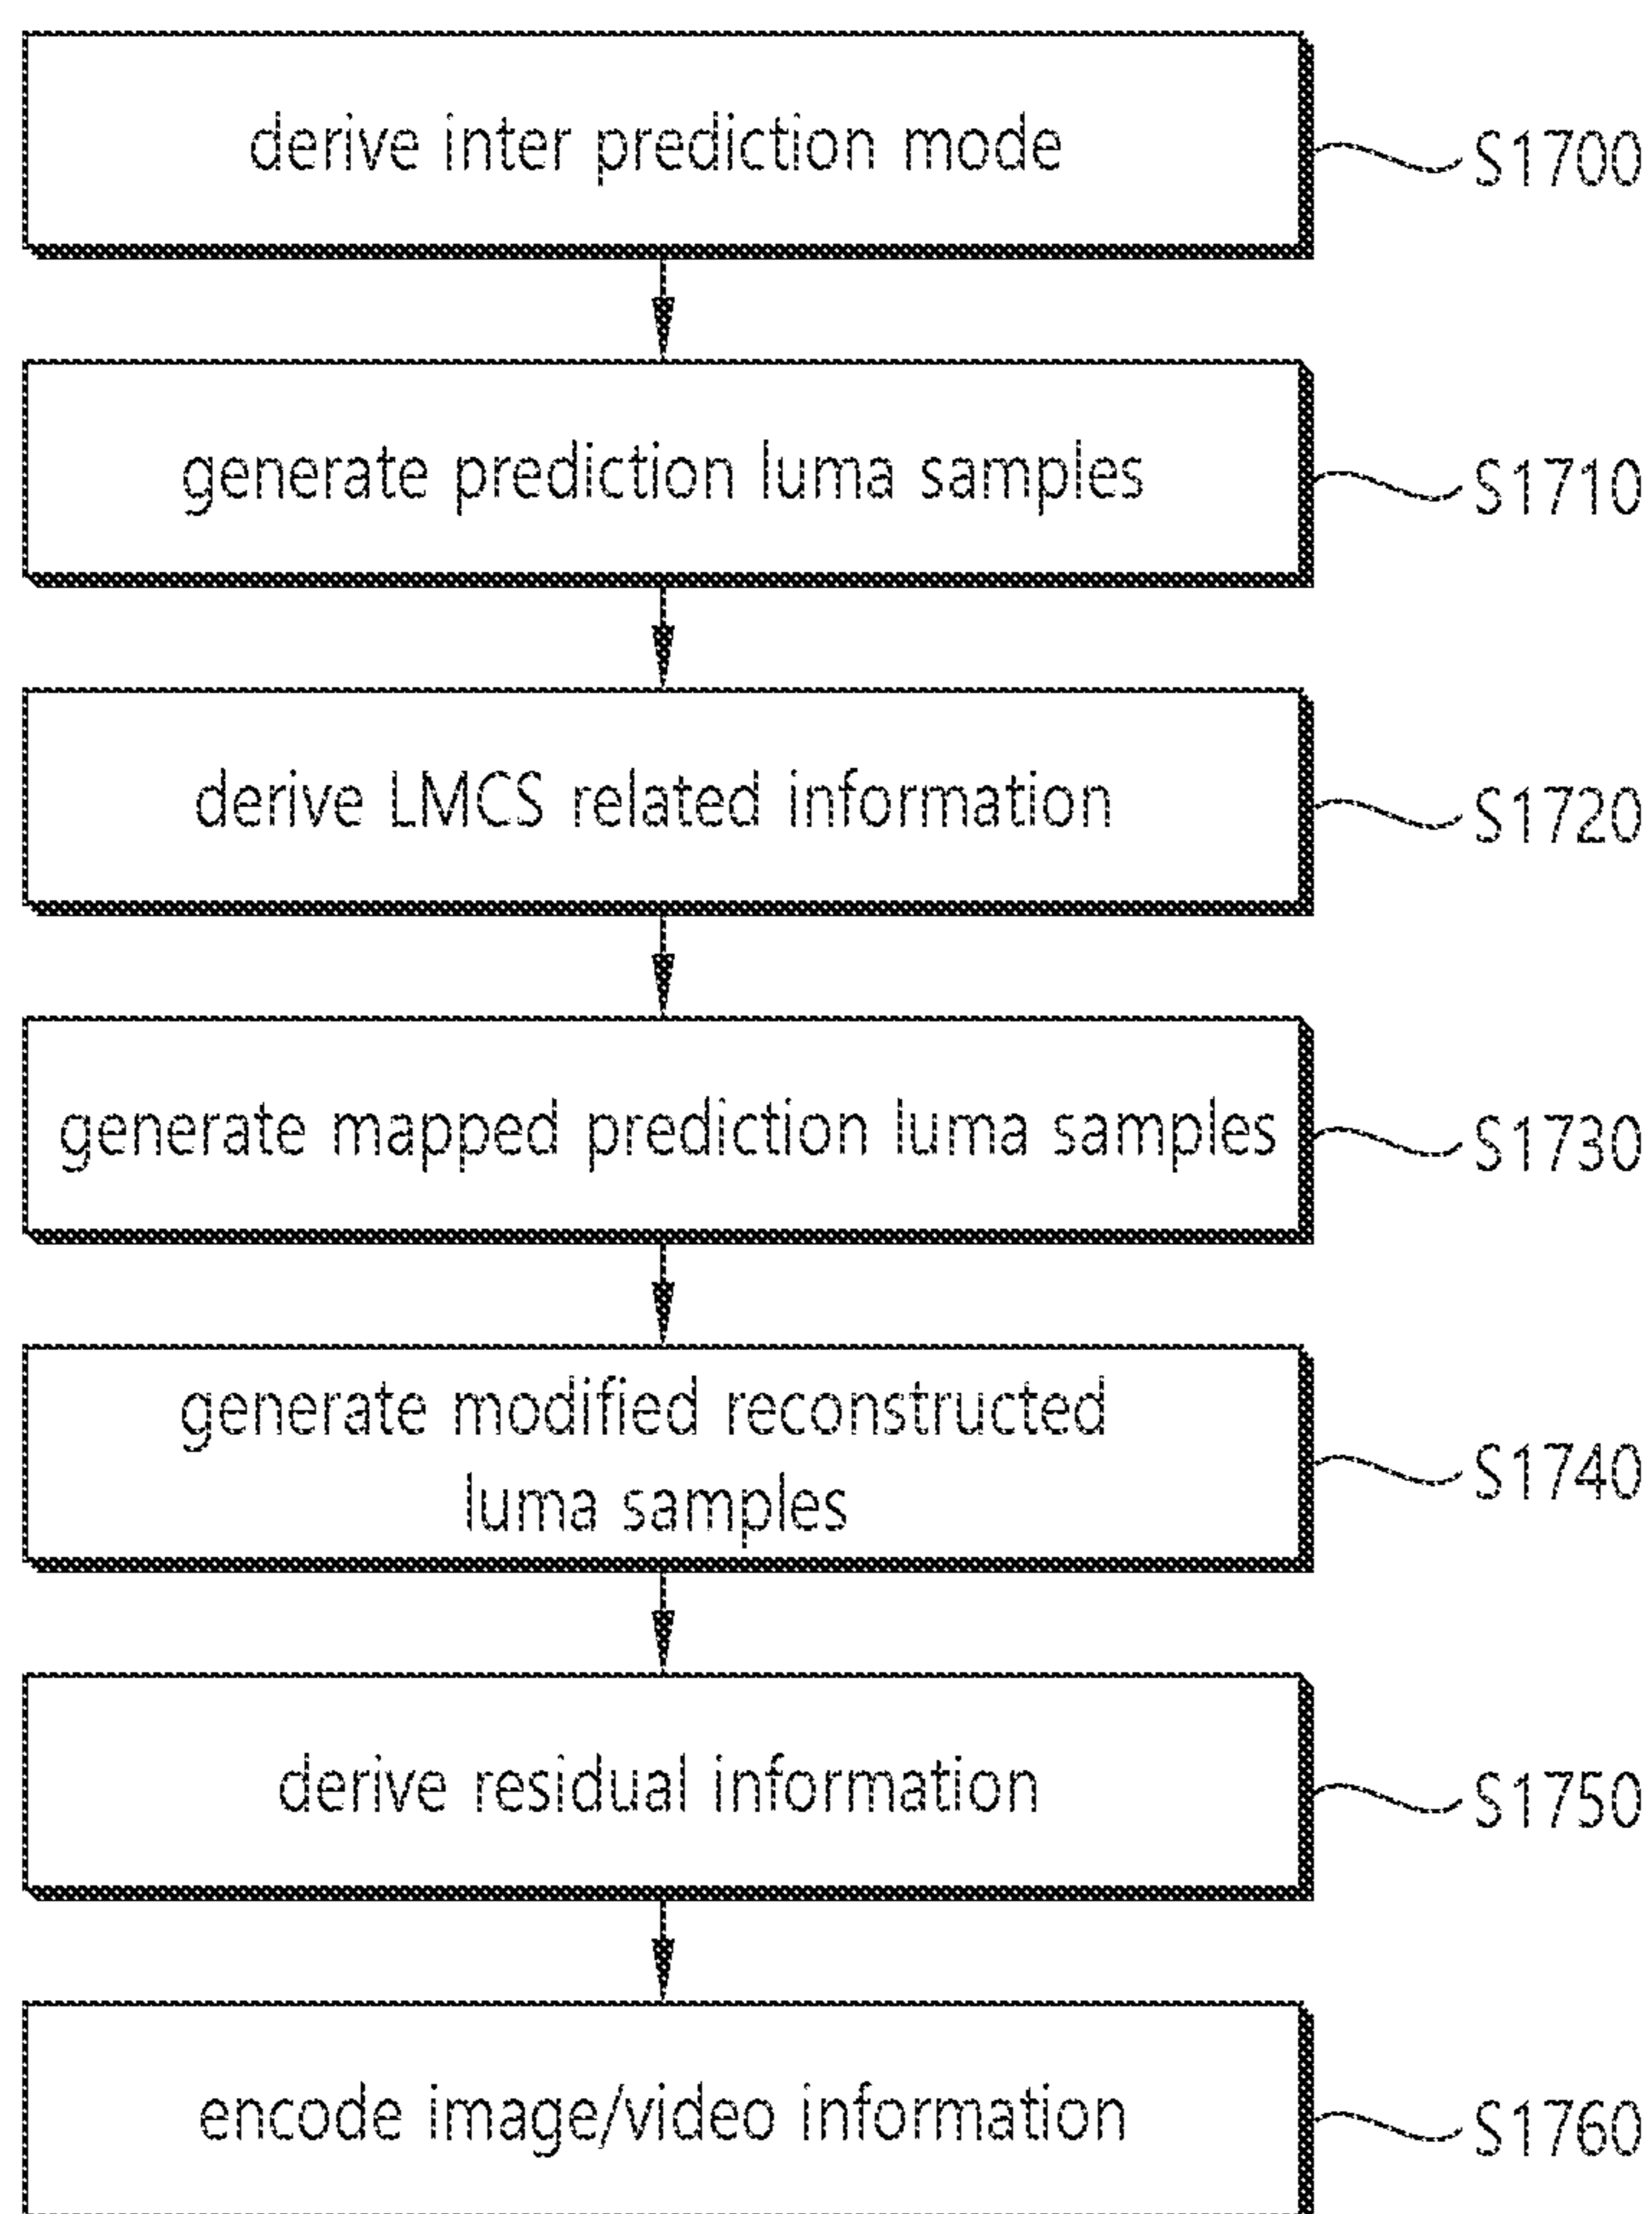 derive inter prediction mode
S1700
generate prediction luma samples
S1710
derive LMCS related information
S1720
generate mapped prediction luma samples
S1730
generate modified reconstructed
luma samples
S1740
derive residual information
S1750
encode image/video information
S1760